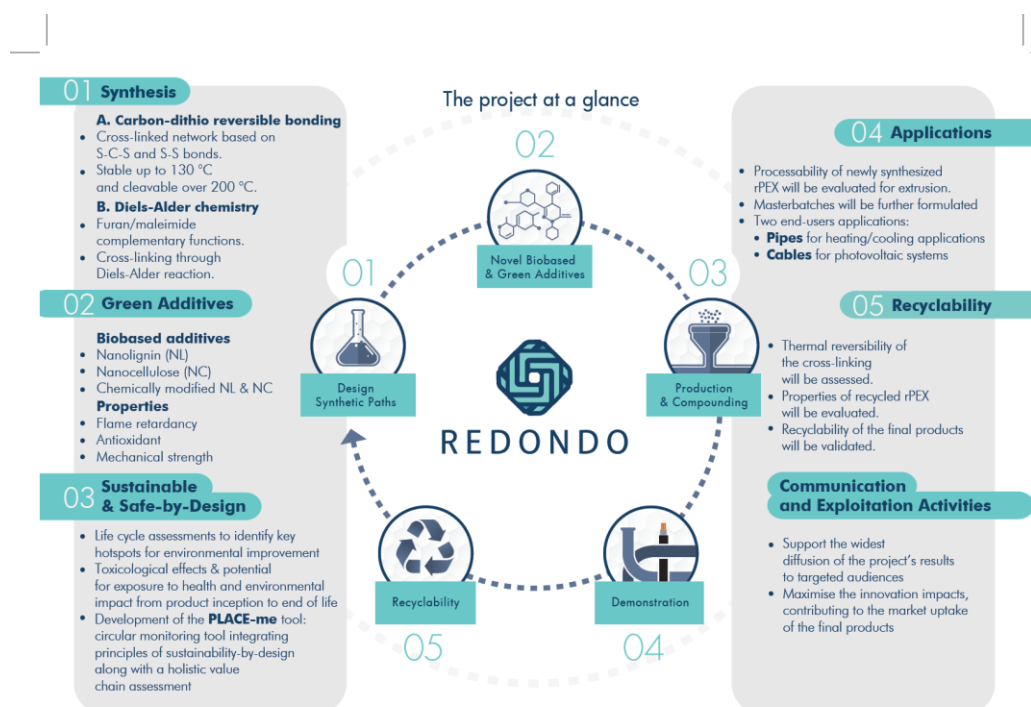 01 Synthesis
A. Carbon-dithio reversible bonding
• Cross-linked network based on
S-C-S and S-S bonds.
• Stable up to 130 °C
and cleavable over 200 °C.
B. Diels-Alder chemistry
• Furan/maleimide
complementary functions.
• Cross-linking through
Diels-Alder reaction.
02 Green Additives
Biobased additives
• Nanolignin (NL)
• Nanocellulose (NC)
• Chemically modified NL & NC
Properties
• Flame retardancy
• Antioxidant
• Mechanical strength
03 Sustainable
& Safe-by-Design
• Life cycle assessments to identify key
hotspots for environmental improvement
• Toxicological effects & potential
for exposure to health and environmental
impact from product inception to end of life
• Development of the PLACE-me tool:
circular monitoring tool integrating
principles of sustainability-by-design
along with a holistic value
chain assessment
The project at a glance
01
Design
Synthetic Paths
02
Novel Biobased
& Green Additives
03
Production
& Compounding
REDONDO
Demonstration
04
Recyclability
05
04 Applications
• Processability of newly synthesized
rPEX will be evaluated for extrusion.
• Masterbatches will be further formulated
• Two end-users applications:
• Pipes for heating/cooling applications
• Cables for photovoltaic systems
05 Recyclability
• Thermal reversibility of
the cross-linking
will be assessed.
• Properties of recycled rPEX
will be evaluated.
• Recyclability of the final products
will be validated.
Communication
and Exploitation Activities
• Support the widest
diffusion of the project's results
to targeted audiences
• Maximise the innovation impacts,
contributing to the market uptake
of the final products